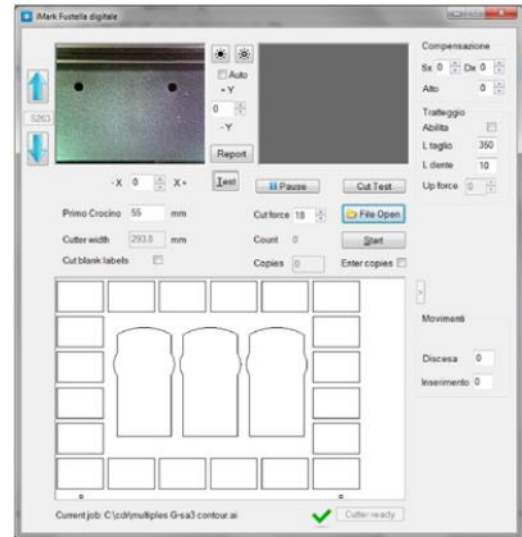 iMark Fustella digitale
Compensazione
Sx 0 Dx 0
Auto
+ Y
Alto 0
0
Tratteggio
S263
Abilita
- Y
L taglio 350
Report
L dente 10
- X 0 X +
Test
Pause
Cut Test
Up force 0
Primo Crocino 55 mm
Cut force 18
File Open
Cutter width 293.8 mm
Count 0
Start
Cut blank labels
Copies 0
Enter copies
>
Movimenti
Discesa 0
Inserimento 0
Current job: C:\cdr\multiples G-sa3 contour.ai
Cutter ready